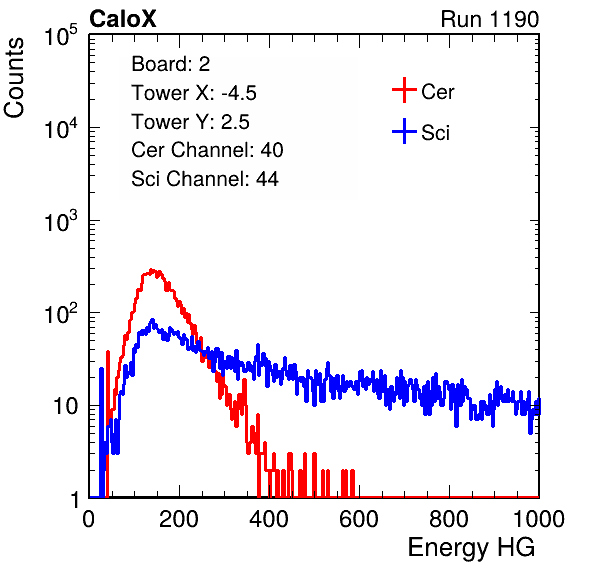 CaloX Run 1190
Counts
10^5
10^4
10^3
10^2
10
1
Board: 2
Tower X: -4.5
Tower Y: 2.5
Cer Channel: 40
Sci Channel: 44
Cer
Sci
0 200 400 600 800 1000
Energy HG